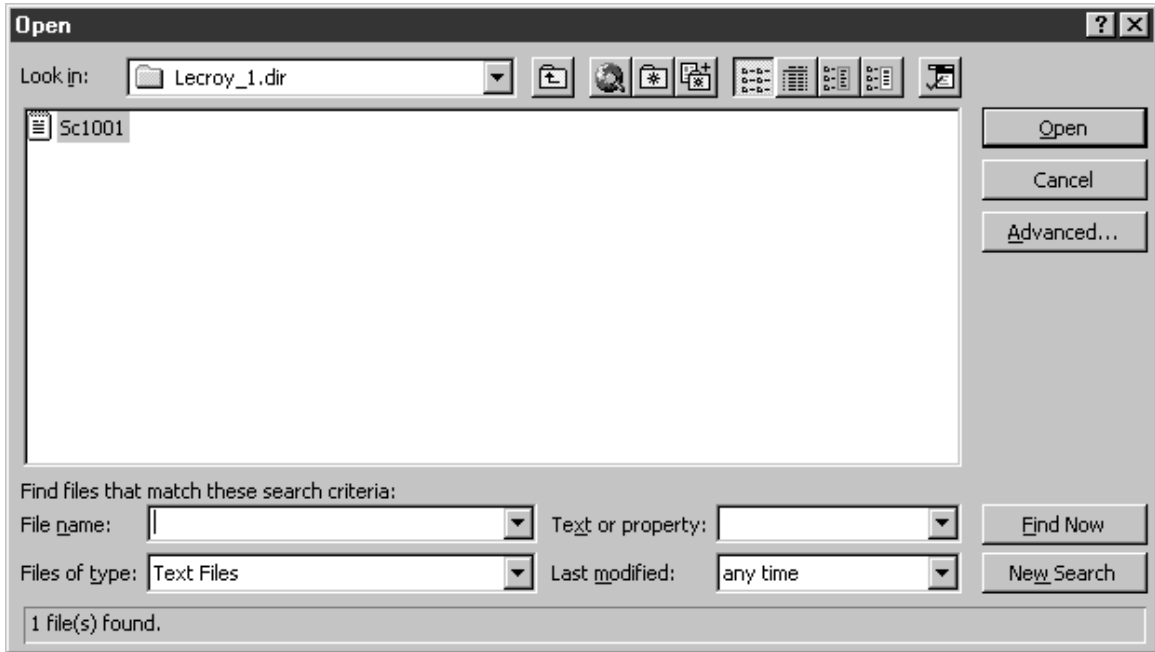 Open
Look in: Lecroy_1.dir
Sc1001
Open
Cancel
Advanced...
Find files that match these search criteria:
File name: Text or property: Find Now
Files of type: Text Files Last modified: any time New Search
1 file(s) found.